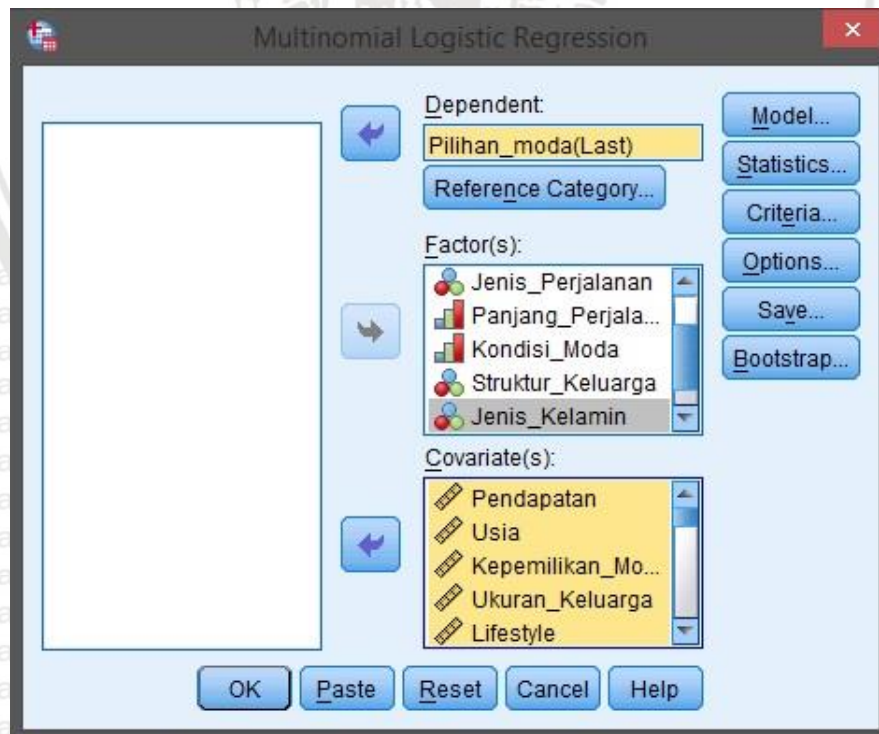 Multinomial Logistic Regression
Dependent:
Pilihan_moda(Last)
Reference Category...
Factor(s):
Jenis_Perjalanan
Panjang_Perjala...
Kondisi_Moda
Struktur_Keluarga
Jenis_Kelamin
Covariate(s):
Pendapatan
Usia
Kepemilikan_Mo...
Ukuran_Keluarga
Lifestyle
Model...
Statistics...
Criteria...
Options...
Save...
Bootstrap...
OK
Paste
Reset
Cancel
Help